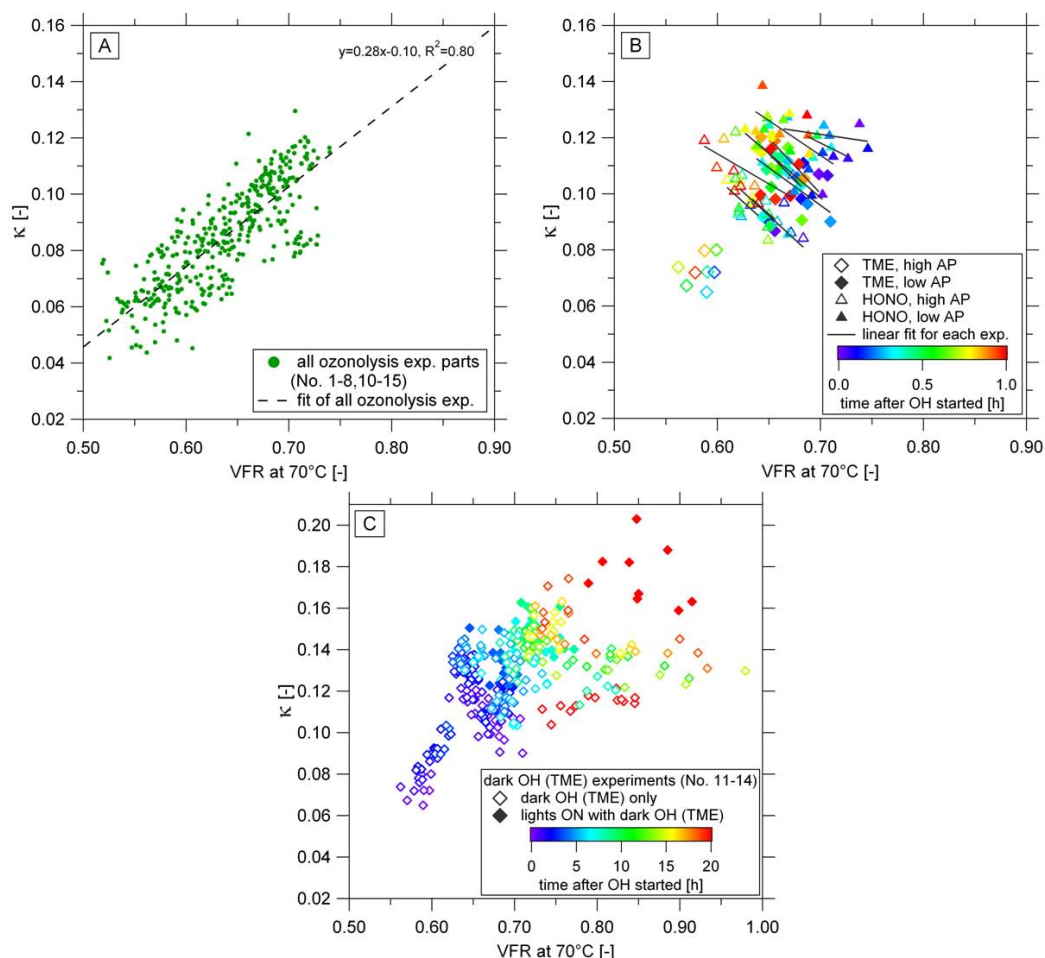 A
y=0.28x-0.10, R²=0.80
0.16
0.14
0.12
0.10
0.08
0.06
0.04
0.02
κ [-]
all ozonolysis exp. parts
(No. 1-8,10-15)
fit of all ozonolysis exp.
0.50 0.60 0.70 0.80 0.90
VFR at 70°C [-]
B
0.16
0.14
0.12
0.10
0.08
0.06
0.04
0.02
κ [-]
TME, high AP
TME, low AP
HONO, high AP
HONO, low AP
linear fit for each exp.
0.0 0.5 1.0
time after OH started [h]
0.50 0.60 0.70 0.80 0.90
VFR at 70°C [-]
C
0.20
0.18
0.16
0.14
0.12
0.10
0.08
0.06
0.04
0.02
κ [-]
dark OH (TME) experiments (No. 11-14)
dark OH (TME) only
lights ON with dark OH (TME)
0 5 10 15 20
time after OH started [h]
0.50 0.60 0.70 0.80 0.90 1.00
VFR at 70°C [-]